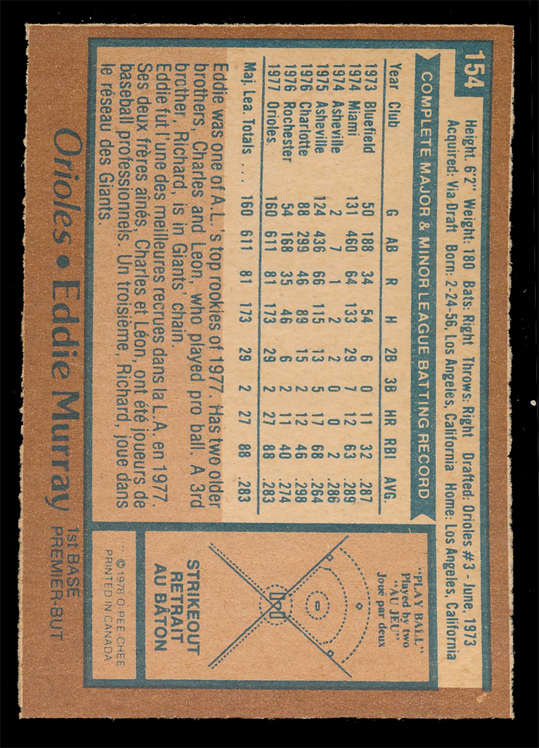 154
Height. 6'2" Weight: 180 Bats: Right Throws: Right Drafted: Orioles #3 - June, 1973
Acquired: Via Draft Born: 2-24-56, Los Angeles, California Home: Los Angeles, California
COMPLETE MAJOR & MINOR LEAGUE BATTING RECORD
Year Club G AB R H 2B 3B HR RBI AVG.
1973 Bluefield 50 188 34 54 6 0 11 32 .287
1974 Miami 131 460 64 133 29 7 12 63 .289
1974 Asheville 2 7 1 2 2 0 0 2 .286
1975 Asheville 124 436 66 115 13 5 17 68 .264
1976 Charlotte 88 299 46 89 15 2 12 46 .298
1976 Rochester 54 168 35 46 6 2 11 40 .274
1977 Orioles 160 611 81 173 29 2 27 88 .283
Maj. Lea. Totals .... 160 611 81 173 29 2 27 88 .283
Eddie was one of A.L.'s top rookies of 1977. Has two older
brothers, Charles and Leon, who played pro ball. A 3rd
brother, Richard, is in Giants' chain.
Eddie fut l'une des meilleures recrues dans la L.A. en 1977.
Ses deux frères ainés, Charles et Léon, ont été joueurs de
baseball professionnels. Un troisième, Richard, joue dans
le réseau des Giants.
"PLAY BALL"
Played by two
"AU JEU"
Joué par deux
STRIKEOUT
RETRAIT
AU BÂTON
© 1978 O-PEE-CHEE
PRINTED IN CANADA
Orioles • Eddie Murray
1st BASE
PREMIER-BUT